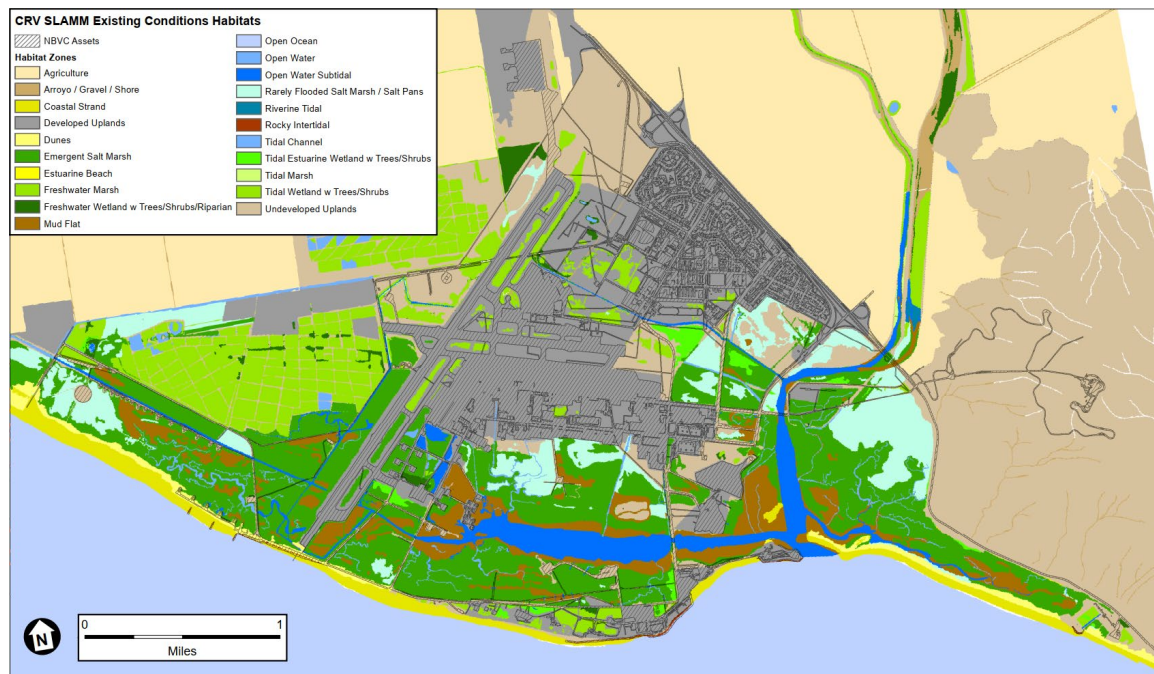 CRV SLAMM Existing Conditions Habitats
NBVC Assets
Habitat Zones
Agriculture
Arroyo / Gravel / Shore
Coastal Strand
Developed Uplands
Dunes
Emergent Salt Marsh
Estuarine Beach
Freshwater Marsh
Freshwater Wetland w Trees/Shrubs/Riparian
Mud Flat
Open Ocean
Open Water
Open Water Subtidal
Rarely Flooded Salt Marsh / Salt Pans
Riverine Tidal
Rocky Intertidal
Tidal Channel
Tidal Estuarine Wetland w Trees/Shrubs
Tidal Marsh
Tidal Wetland w Trees/Shrubs
Undeveloped Uplands
N
0 1
Miles